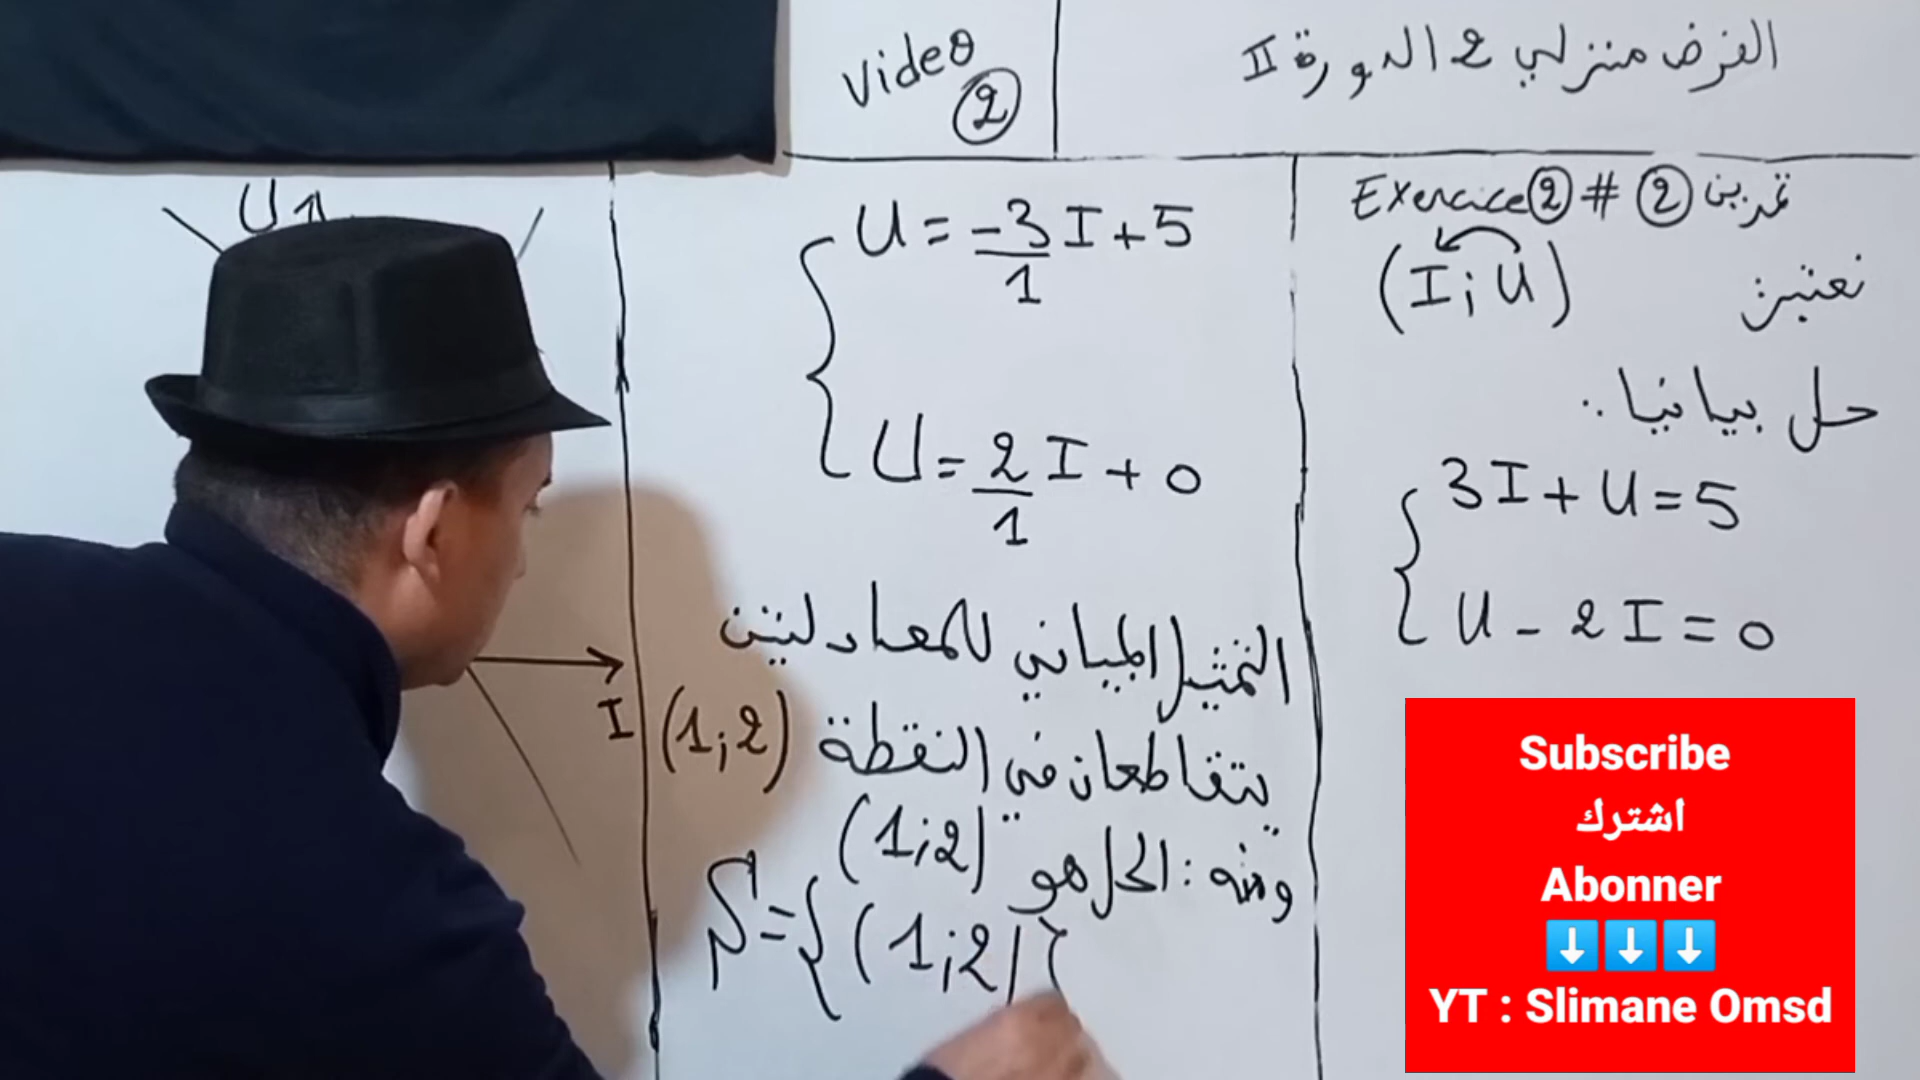 الفرض منزلي 2 الدورة II
Video
2
Exercice 2 # 2 تمرين
نعتبر: (I;U)
حل بيانيا:
3I+U=5
U-2I=0
U=-3/1 I+5
U=2/1 I+0
التمثيل المبياني للمعادلتين
يتقاطعان في النقطة (1;2)
ومنه: الحل هو (1;2)
S={(1;2)}
U
I
Subscribe
اشترك
Abonner
⬇⬇⬇
YT : Slimane Omsd